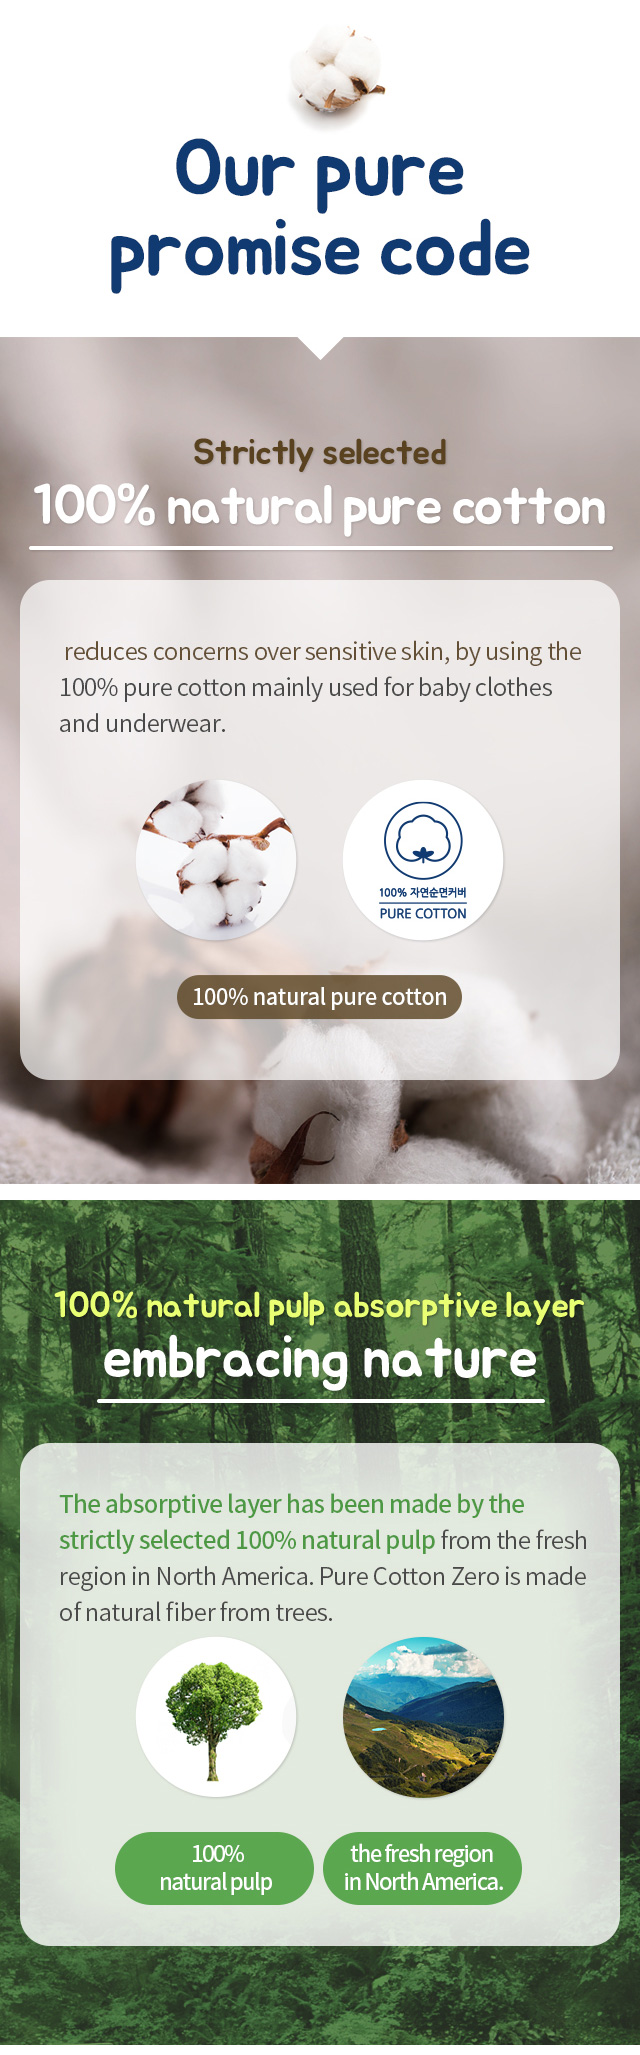 Our pure
promise code
Strictly selected
100% natural pure cotton
reduces concerns over sensitive skin, by using the
100% pure cotton mainly used for baby clothes
and underwear.
100% 자연순면커버
PURE COTTON
100% natural pure cotton
100% natural pulp absorptive layer
embracing nature
The absorptive layer has been made by the
strictly selected 100% natural pulp from the fresh
region in North America. Pure Cotton Zero is made
of natural fiber from trees.
100%
natural pulp
the fresh region
in North America.